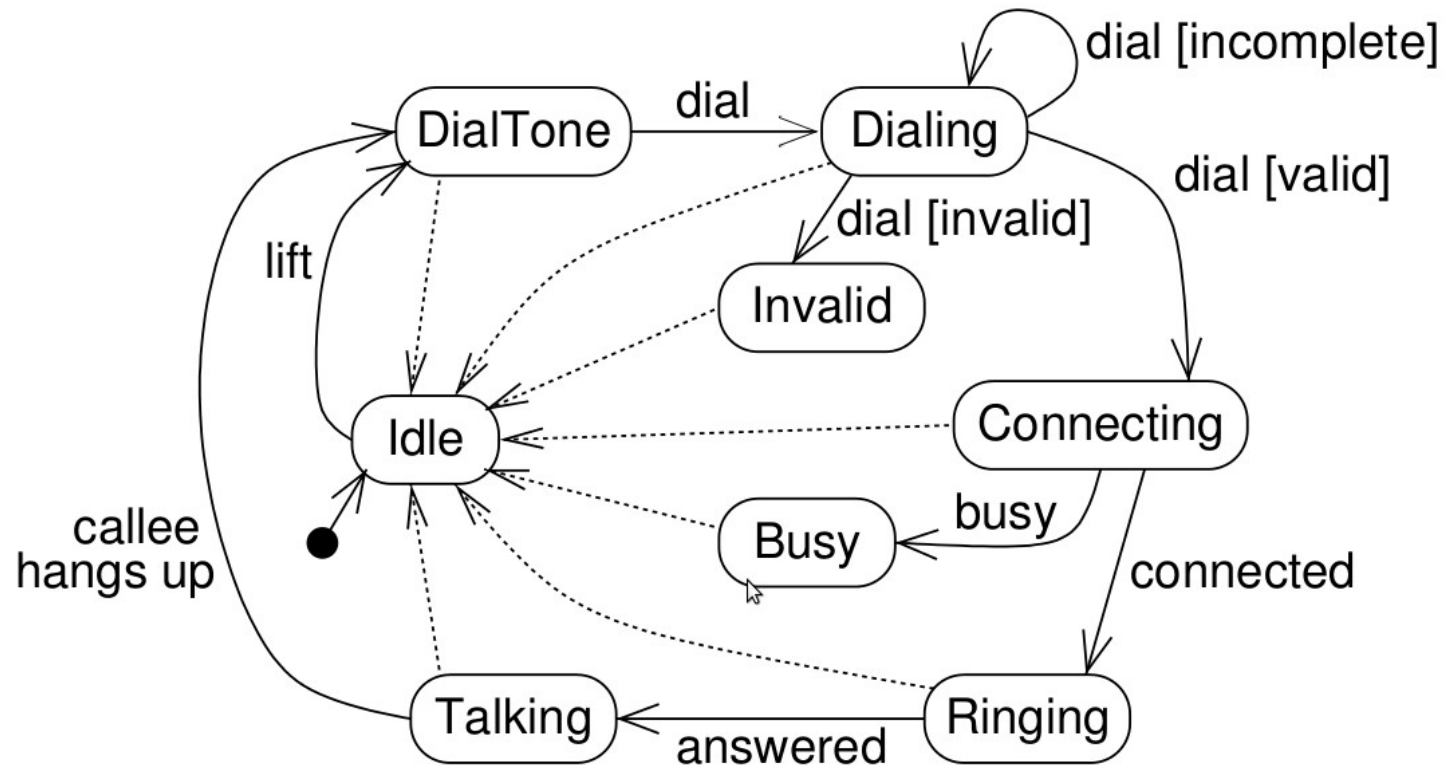 dial [incomplete]
dial
DialTone
Dialing
dial [valid]
dial [invalid]
lift
Invalid
Connecting
Idle
busy
callee
hangs up
Busy
connected
Talking
Ringing
answered